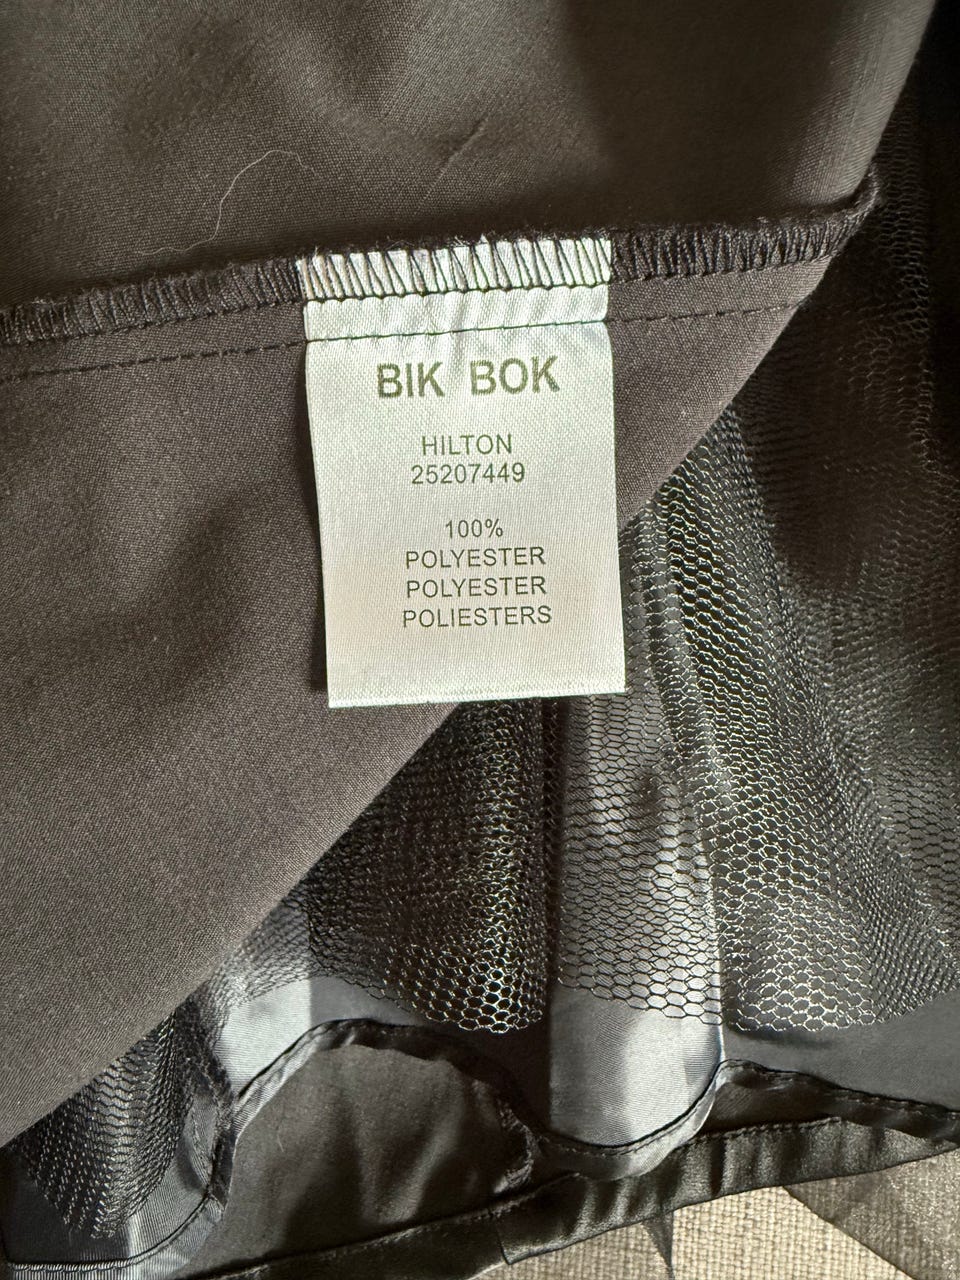 BIK BOK
HILTON
25207449
100%
POLYESTER
POLYESTER
POLIESTERS